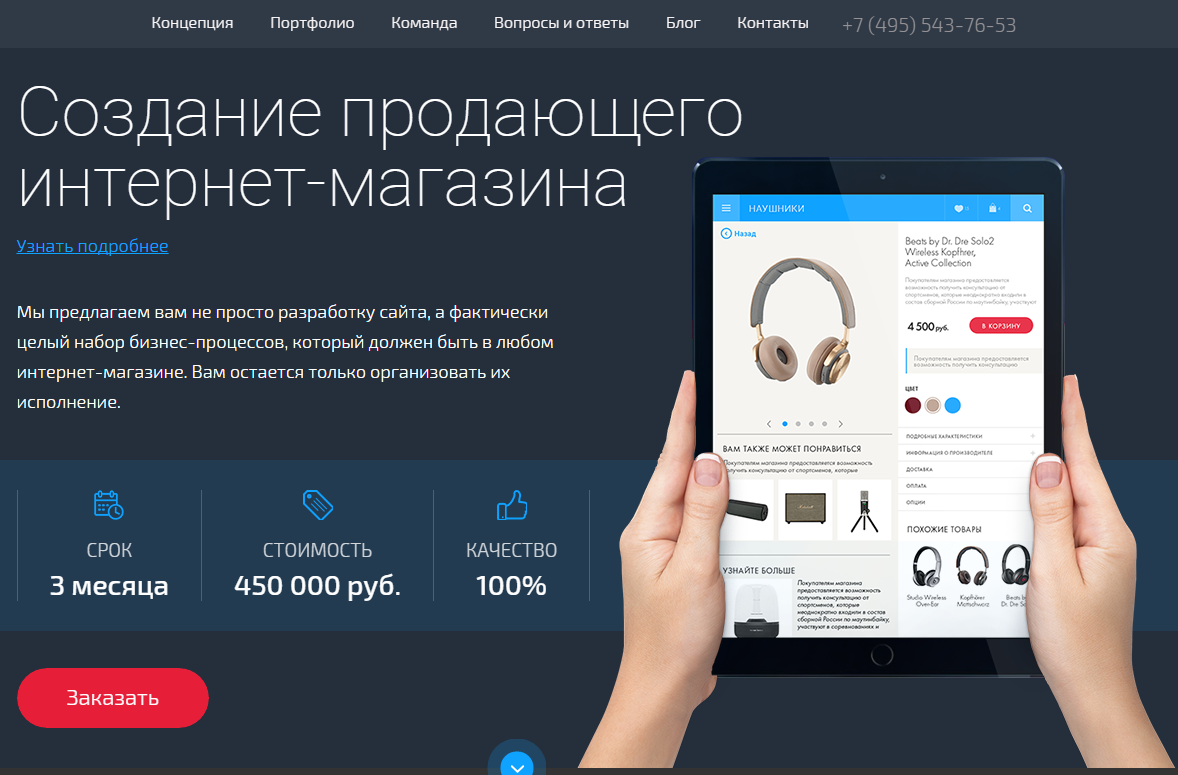 Концепция Портфолио Команда Вопросы и ответы Блог Контакты +7 (495) 543-76-53
Создание продающего
интернет-магазина
Узнать подробнее
Мы предлагаем вам не просто разработку сайта, а фактически
целый набор бизнес-процессов, который должен быть в любом
интернет-магазине. Вам остается только организовать их
исполнение.
СРОК
3 месяца
СТОИМОСТЬ
450 000 руб.
КАЧЕСТВО
100%
Заказать
НАУШНИКИ
Назад
Beats by Dr. Dre Solo2
Wireless Kopfhrer,
Active Collection
Покупателям магазина предоставляется
возможность получить консультацию от
спортсменов, которые неоднократно входили в
состав сборной России по маутинбайку, участвуют
4 500 руб.
В КОРЗИНУ
Покупателям магазина предоставляется
возможность получить консультацию
ЦВЕТ
ПОДРОБНЫЕ ХАРАКТЕРИСТИКИ
ИНФОРМАЦИЯ О ПРОИЗВОДИТЕЛЕ
ДОСТАВКА
ОПЛАТА
ОПЦИИ
ВАМ ТАКЖЕ МОЖЕТ ПОНРАВИТЬСЯ
Покупателям магазина предоставляется возможность
получить консультацию от спортсменов, которые
УЗНАЙТЕ БОЛЬШЕ
Покупателям магазина
предоставляется возможность
получить консультацию от
спортсменов, которые
неоднократно входили в состав
сборной России по маутинбайку,
участвуют в соревнованиях и
ПОХОЖИЕ ТОВАРЫ
Studio Wireless
Over-Ear
Kopfhörer
Mattschwarz
Beats by
Dr. Dre So